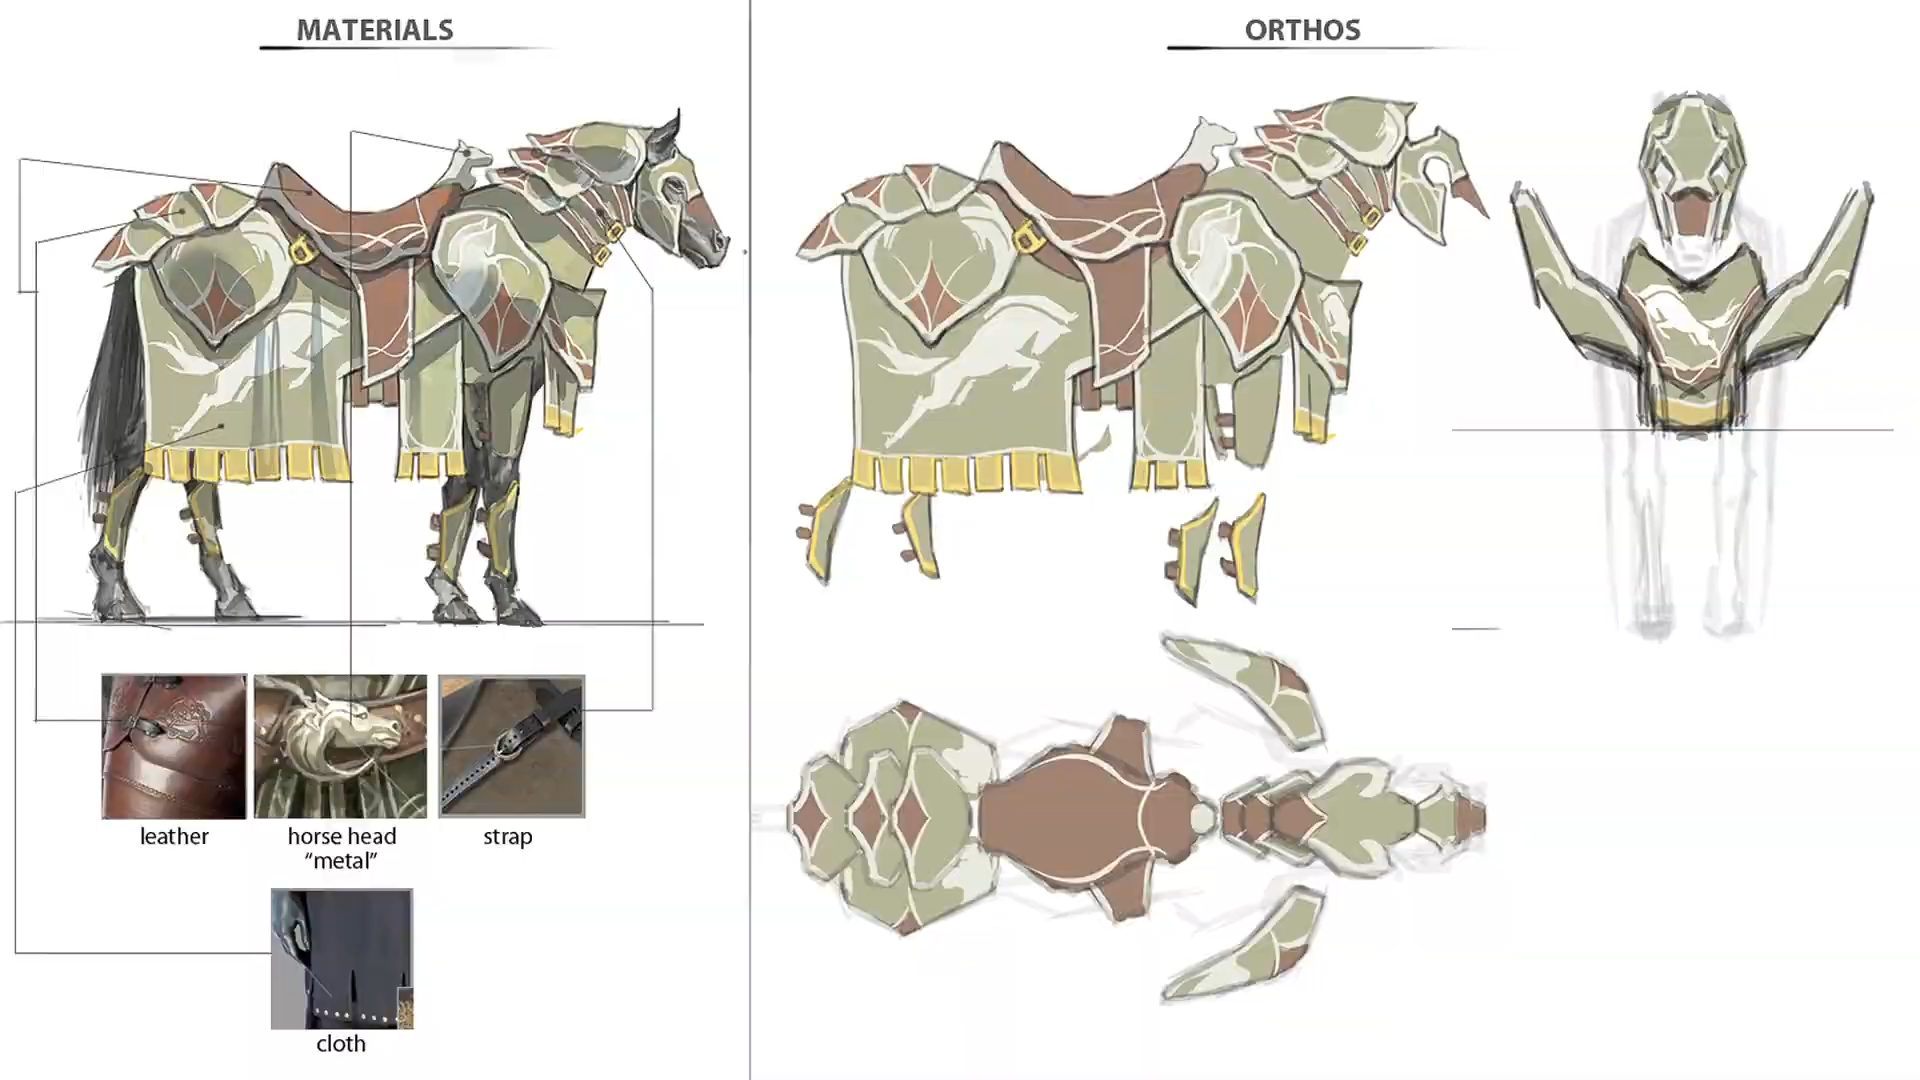 MATERIALS
ORTHOS
leather
horse head
“metal”
strap
cloth